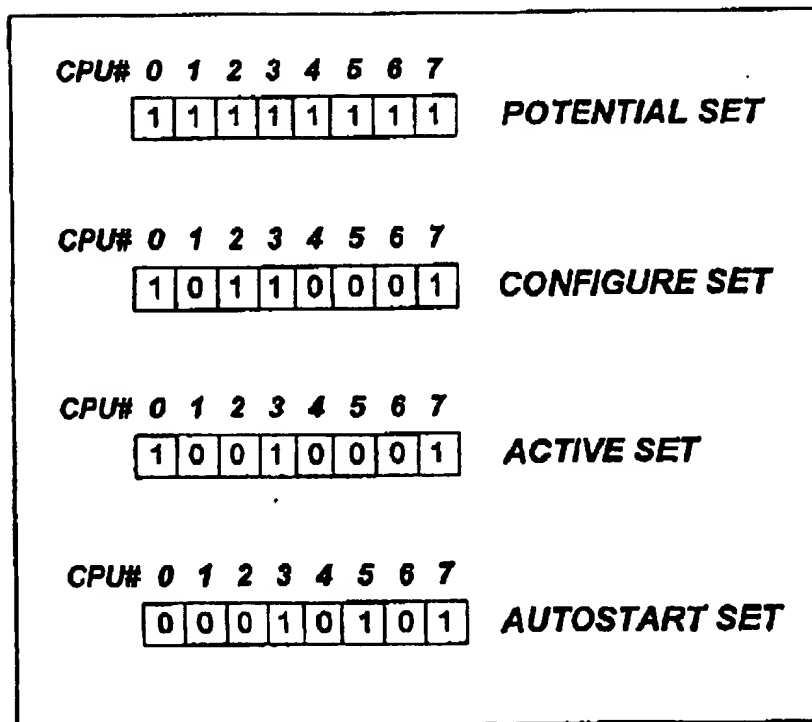 CPU# 0 1 2 3 4 5 6 7
1 1 1 1 1 1 1 1 POTENTIAL SET
CPU# 0 1 2 3 4 5 6 7
1 0 1 1 0 0 0 1 CONFIGURE SET
CPU# 0 1 2 3 4 5 6 7
1 0 0 1 0 0 0 1 ACTIVE SET
CPU# 0 1 2 3 4 5 6 7
0 0 0 1 0 1 0 1 AUTOSTART SET